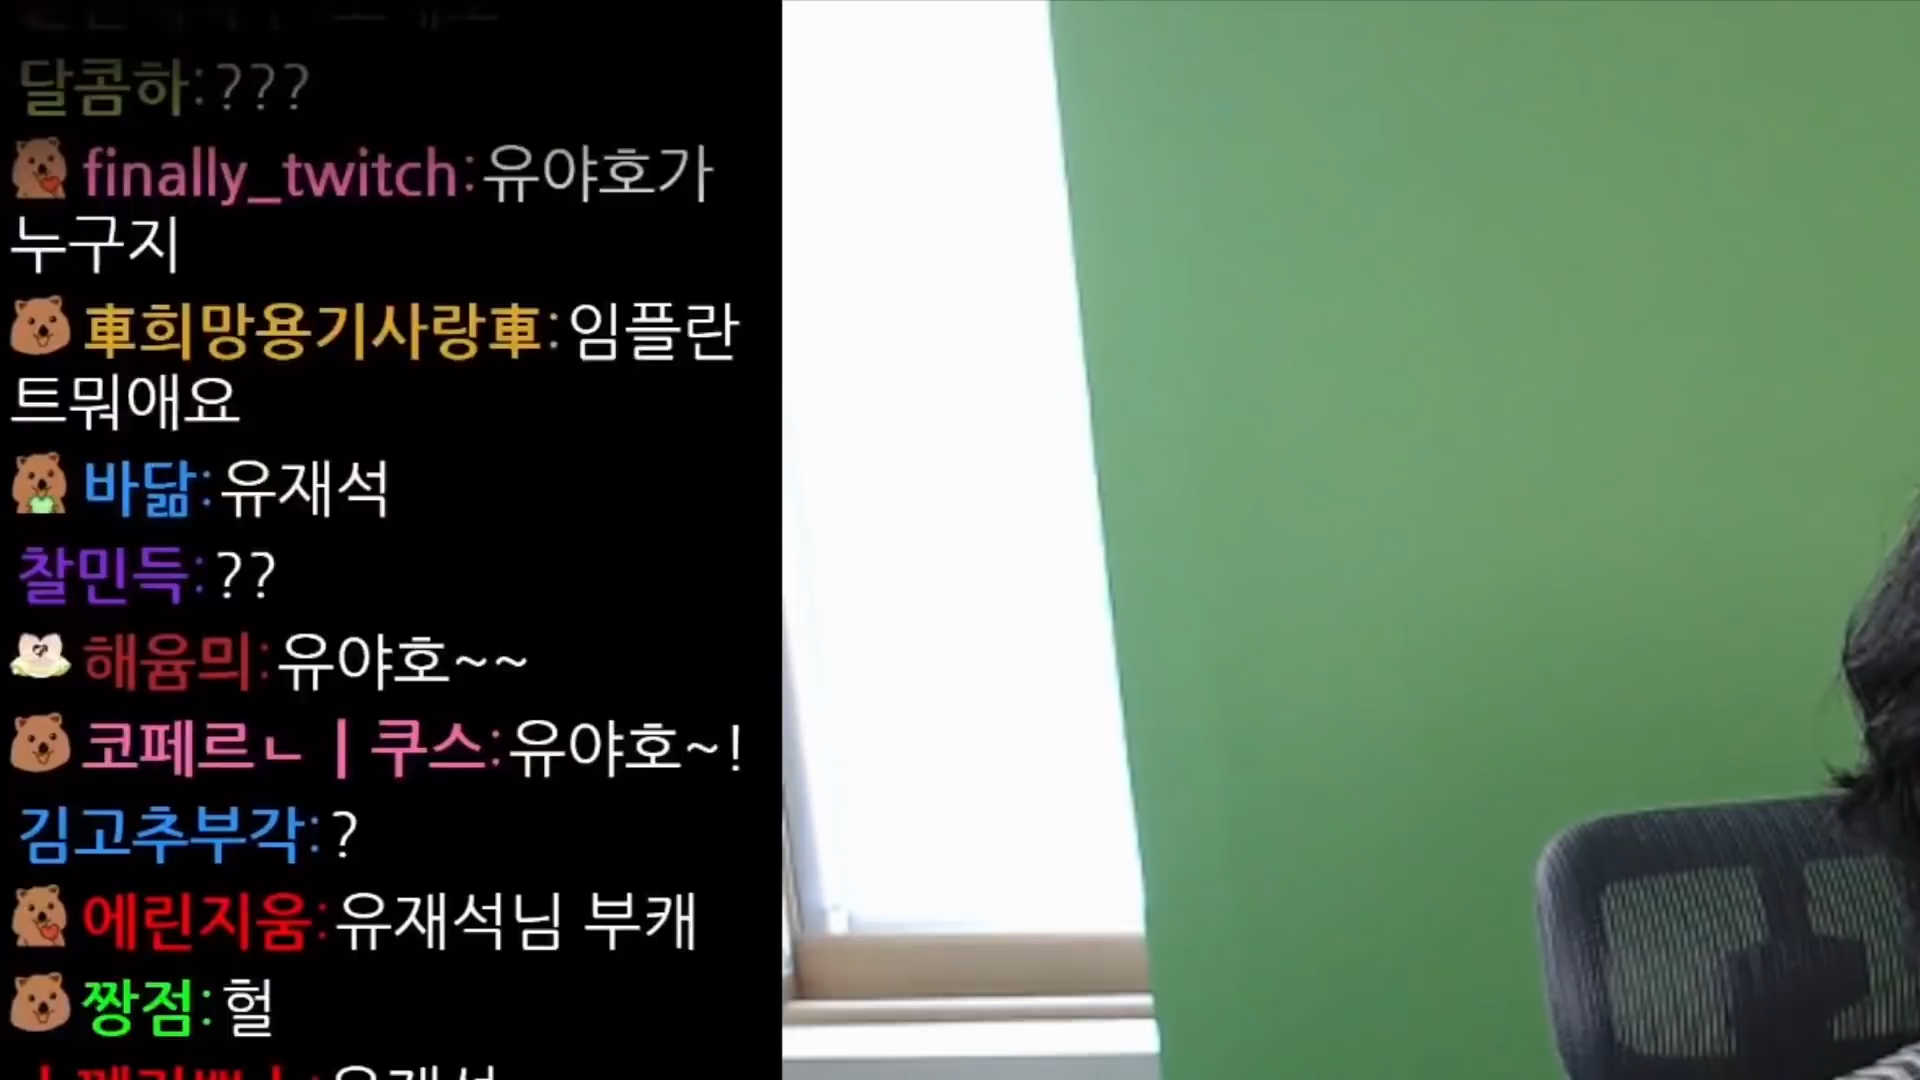 달콤하:???
finally_twitch:유야호가
누구지
車희망용기사랑車:임플란
트뭐애요
바닮:유재석
찰민득:??
해윰믜:유야호~~
코페르ㄴ | 쿠스:유야호~!
김고추부각:?
에린지움:유재석님 부캐
짱점:헐